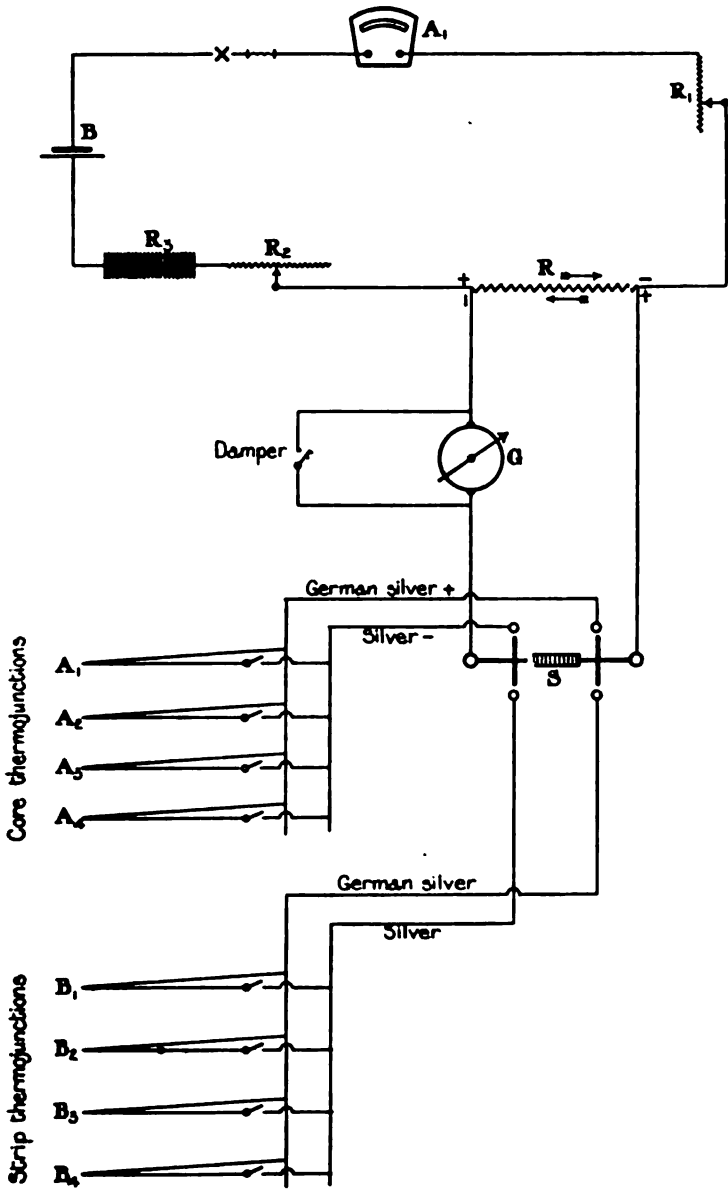 A₁
R₁
B
R₃
R₂
R
+ −
− +
Damper
G
German silver +
Silver −
S
Core thermojunctions
A₁
A₂
A₃
A₄
German silver
Silver
Strip thermojunctions
B₁
B₂
B₃
B₄